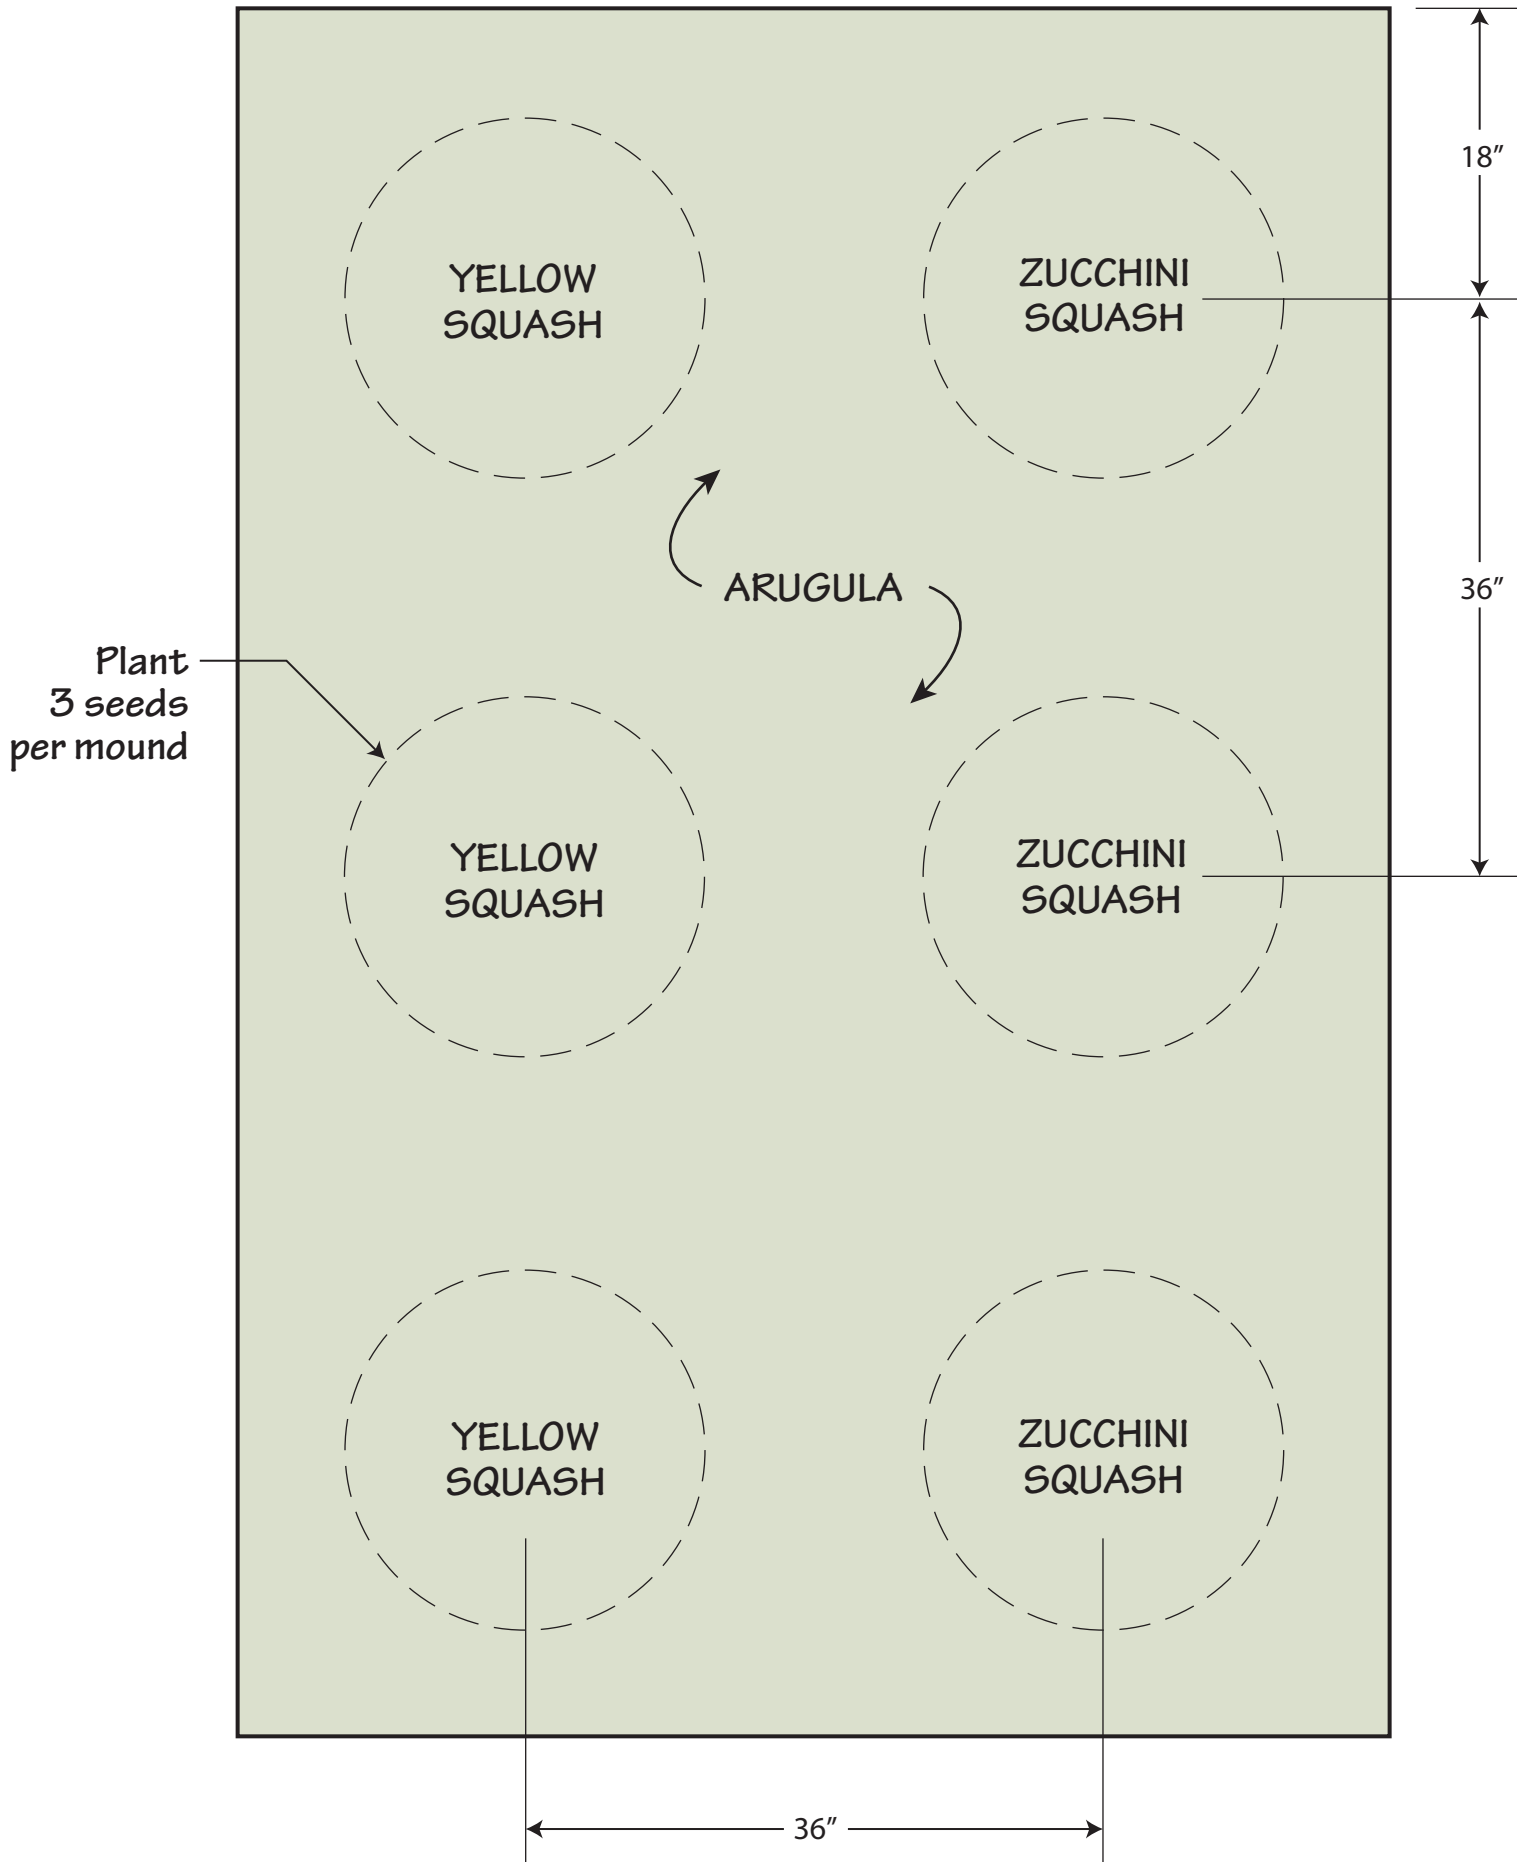 18”
YELLOW
SQUASH
ZUCCHINI
SQUASH
ARUGULA
36”
Plant
3 seeds
per mound
YELLOW
SQUASH
ZUCCHINI
SQUASH
YELLOW
SQUASH
ZUCCHINI
SQUASH
36”